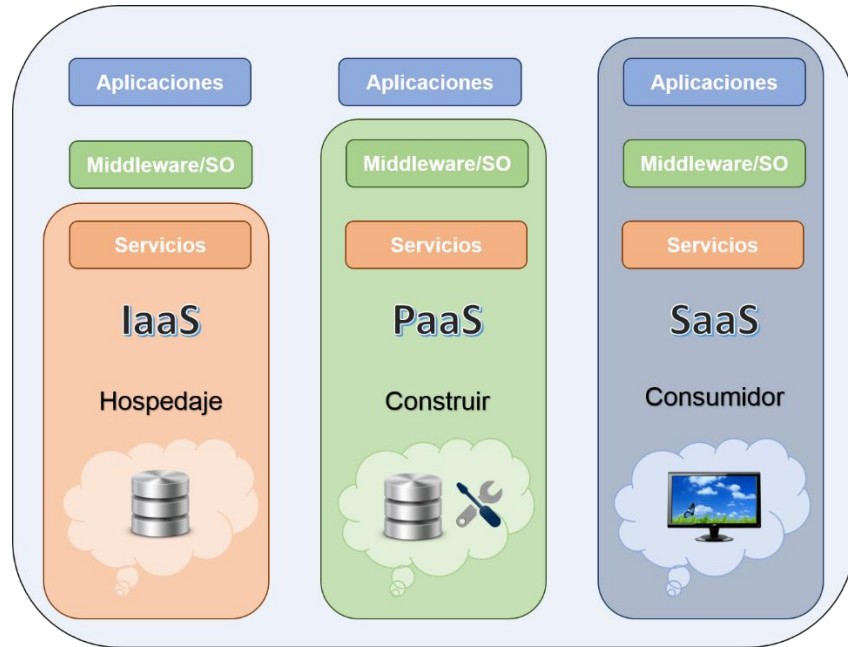 Aplicaciones
Aplicaciones
Aplicaciones
Middleware/SO
Middleware/SO
Middleware/SO
Servicios
Servicios
Servicios
IaaS
PaaS
SaaS
Hospedaje
Construir
Consumidor